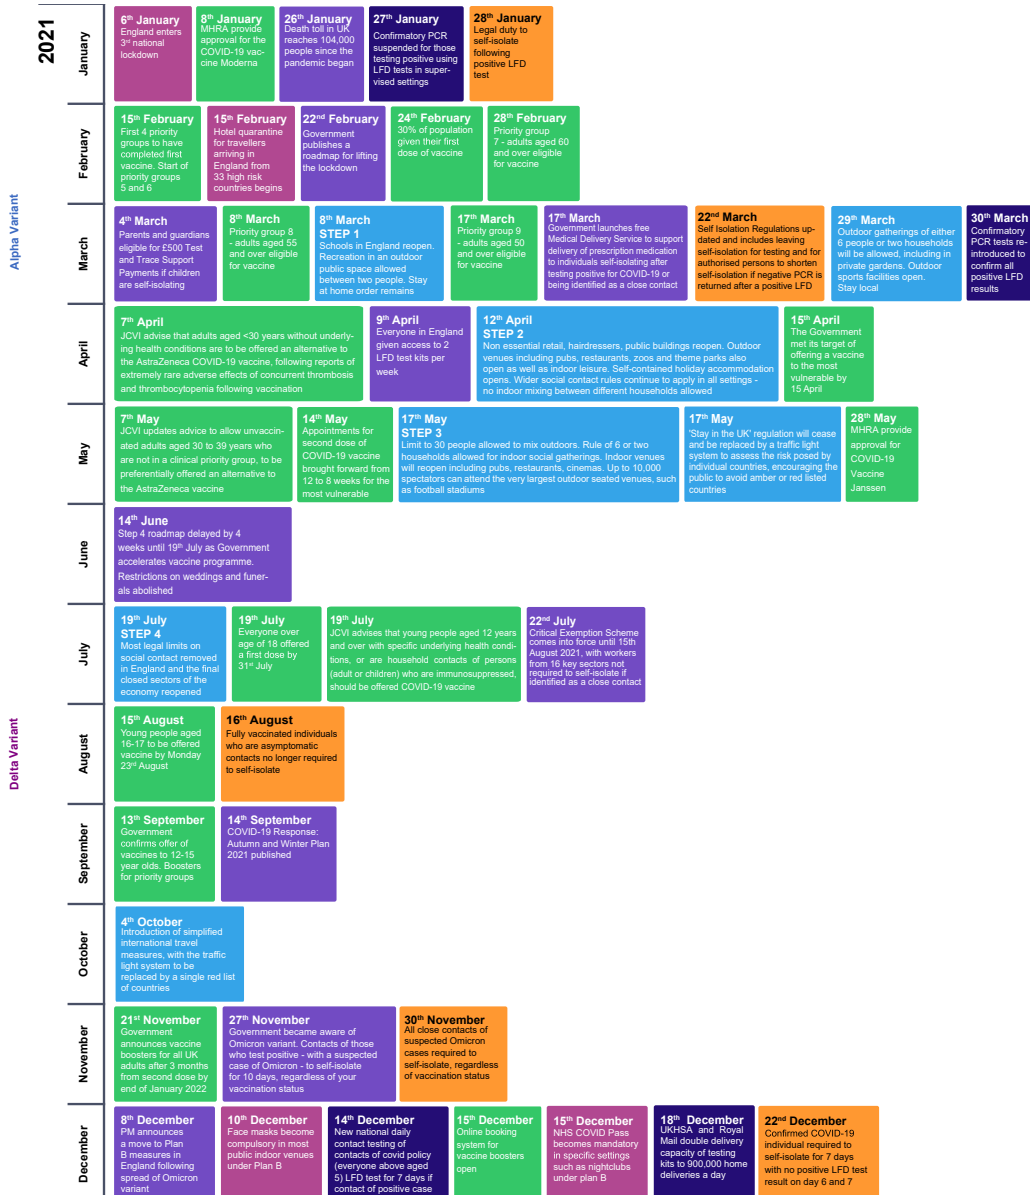 2021
Alpha Variant
Delta Variant
January
6th January
England enters
3rd national
lockdown
8th January
MHRA provide
approval for the
COVID-19 vac-
cine Moderna
26th January
Death toll in UK
reaches 104,000
people since the
pandemic began
27th January
Confirmatory PCR
suspended for those
testing positive using
LFD tests in super-
vised settings
28th January
Legal duty to
self-isolate
following
positive LFD
test
February
15th February
First 4 priority
groups to have
completed first
vaccine. Start of
priority groups
5 and 6
15th February
Hotel quarantine
for travellers
arriving in
England from
33 high risk
countries begins
22nd February
Government
publishes a
roadmap for lifting
the lockdown
24th February
30% of population
given their first
dose of vaccine
28th February
Priority group
7 - adults aged 60
and over eligible
for vaccine
March
4th March
Parents and guardians
eligible for £500 Test
and Trace Support
Payments if children
are self-isolating
8th March
Priority group 8
- adults aged 55
and over eligible
for vaccine
8th March
STEP 1
Schools in England reopen.
Recreation in an outdoor
public space allowed
between two people. Stay
at home order remains
17th March
Priority group 9
- adults aged 50
and over eligible
for vaccine
17th March
Government launches free
Medical Delivery Service to support
delivery of prescription medication
to individuals self-isolating after
testing positive for COVID-19 or
being identified as a close contact
22nd March
Self Isolation Regulations up-
dated and includes leaving
self-isolation for testing and for
authorised persons to shorten
self-isolation if negative PCR is
returned after a positive LFD
29th March
Outdoor gatherings of either
6 people or two households
will be allowed, including in
private gardens. Outdoor
sports facilities open.
Stay local
30th March
Confirmatory
PCR tests re-
introduced to
confirm all
positive LFD
results
April
7th April
JCVI advise that adults aged <30 years without underly-
ing health conditions are to be offered an alternative to
the AstraZeneca COVID-19 vaccine, following reports of
extremely rare adverse effects of concurrent thrombosis
and thrombocytopenia following vaccination
9th April
Everyone in England
given access to 2
LFD test kits per
week
12th April
STEP 2
Non essential retail, hairdressers, public buildings reopen. Outdoor
venues including pubs, restaurants, zoos and theme parks also
open as well as indoor leisure. Self-contained holiday accommodation
opens. Wider social contact rules continue to apply in all settings -
no indoor mixing between different households allowed
15th April
The Government
met its target of
offering a vaccine
to the most
vulnerable by
15 April
May
7th May
JCVI updates advice to allow unvaccin-
ated adults aged 30 to 39 years who
are not in a clinical priority group, to be
preferentially offered an alternative to
the AstraZeneca vaccine
14th May
Appointments for
second dose of
COVID-19 vaccine
brought forward from
12 to 8 weeks for the
most vulnerable
17th May
STEP 3
Limit to 30 people allowed to mix outdoors. Rule of 6 or two
households allowed for indoor social gatherings. Indoor venues
will reopen including pubs, restaurants, cinemas. Up to 10,000
spectators can attend the very largest outdoor seated venues, such
as football stadiums
17th May
'Stay in the UK' regulation will cease
and be replaced by a traffic light
system to assess the risk posed by
individual countries, encouraging the
public to avoid amber or red listed
countries
28th May
MHRA provide
approval for
COVID-19
Vaccine
Janssen
June
14th June
Step 4 roadmap delayed by 4
weeks until 19th July as Government
accelerates vaccine programme.
Restrictions on weddings and funer-
als abolished
July
19th July
STEP 4
Most legal limits on
social contact removed
in England and the final
closed sectors of the
economy reopened
19th July
Everyone over
age of 18 offered
a first dose by
31st July
19th July
JCVI advises that young people aged 12 years
and over with specific underlying health condi-
tions, or are household contacts of persons
(adult or children) who are immunosuppressed,
should be offered COVID-19 vaccine
22nd July
Critical Exemption Scheme
comes into force until 15th
August 2021, with workers
from 16 key sectors not
required to self-isolate if
identified as a close contact
August
15th August
Young people aged
16-17 to be offered
vaccine by Monday
23rd August
16th August
Fully vaccinated individuals
who are asymptomatic
contacts no longer required
to self-isolate
September
13th September
Government
confirms offer of
vaccines to 12-15
year olds. Boosters
for priority groups
14th September
COVID-19 Response:
Autumn and Winter Plan
2021 published
October
4th October
Introduction of simplified
international travel
measures, with the traffic
light system to be
replaced by a single red list
of countries
November
21st November
Government
announces vaccine
boosters for all UK
adults after 3 months
from second dose by
end of January 2022
27th November
Government became aware of
Omicron variant. Contacts of those
who test positive - with a suspected
case of Omicron - to self-isolate
for 10 days, regardless of your
vaccination status
30th November
All close contacts of
suspected Omicron
cases required to
self-isolate, regardless
of vaccination status
December
8th December
PM announces
a move to Plan
B measures in
England following
spread of Omicron
variant
10th December
Face masks become
compulsory in most
public indoor venues
under Plan B
14th December
New national daily
contact testing of
contacts of covid policy
(everyone above aged
5) LFD test for 7 days if
contact of positive case
15th December
Online booking
system for
vaccine boosters
open
15th December
NHS COVID Pass
becomes mandatory
in specific settings
such as nightclubs
under plan B
18th December
UKHSA and Royal
Mail double delivery
capacity of testing
kits to 900,000 home
deliveries a day
22nd December
Confirmed COVID-19
individual required to
self-isolate for 7 days
with no positive LFD test
result on day 6 and 7